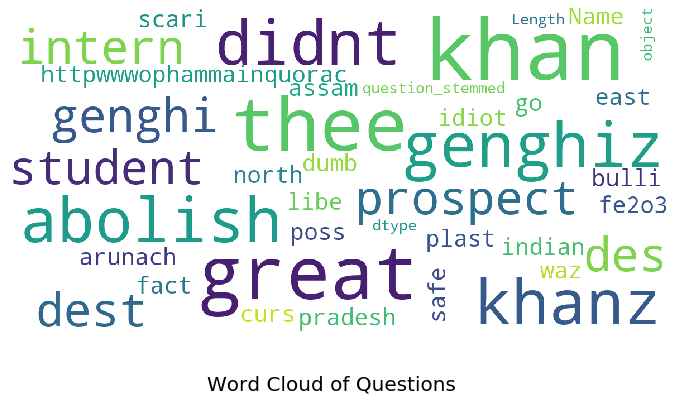 scari
Length
Name
object
intern
didnt
khan
httpwwwophammainquorac
assam
question_stemmed
east
genghi
thee
idiot
go
genghiz
student
north
dumb
prospect
bulli
abolish
libe
fe2o3
poss
dtype
plast
indian
des
arunach
great
waz
fact
safe
khanz
dest
curs
pradesh
Word Cloud of Questions